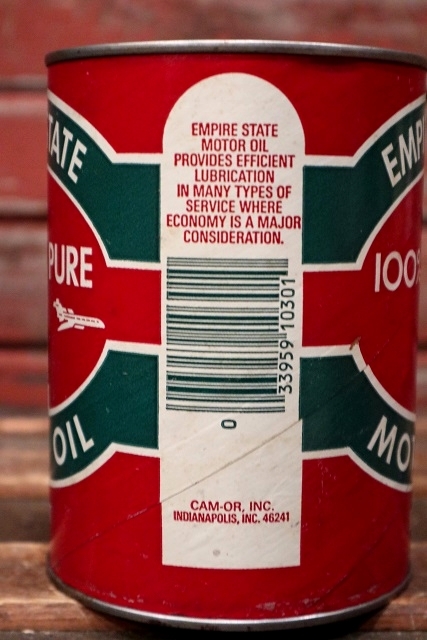 EMPIRE STATE
MOTOR OIL
PROVIDES EFFICIENT
LUBRICATION
IN MANY TYPES OF
SERVICE WHERE
ECONOMY IS A MAJOR
CONSIDERATION.
33959 10301
0
CAM-OR, INC.
INDIANAPOLIS, INC. 46241
TATE
PURE
OIL
EMP
100%
MO